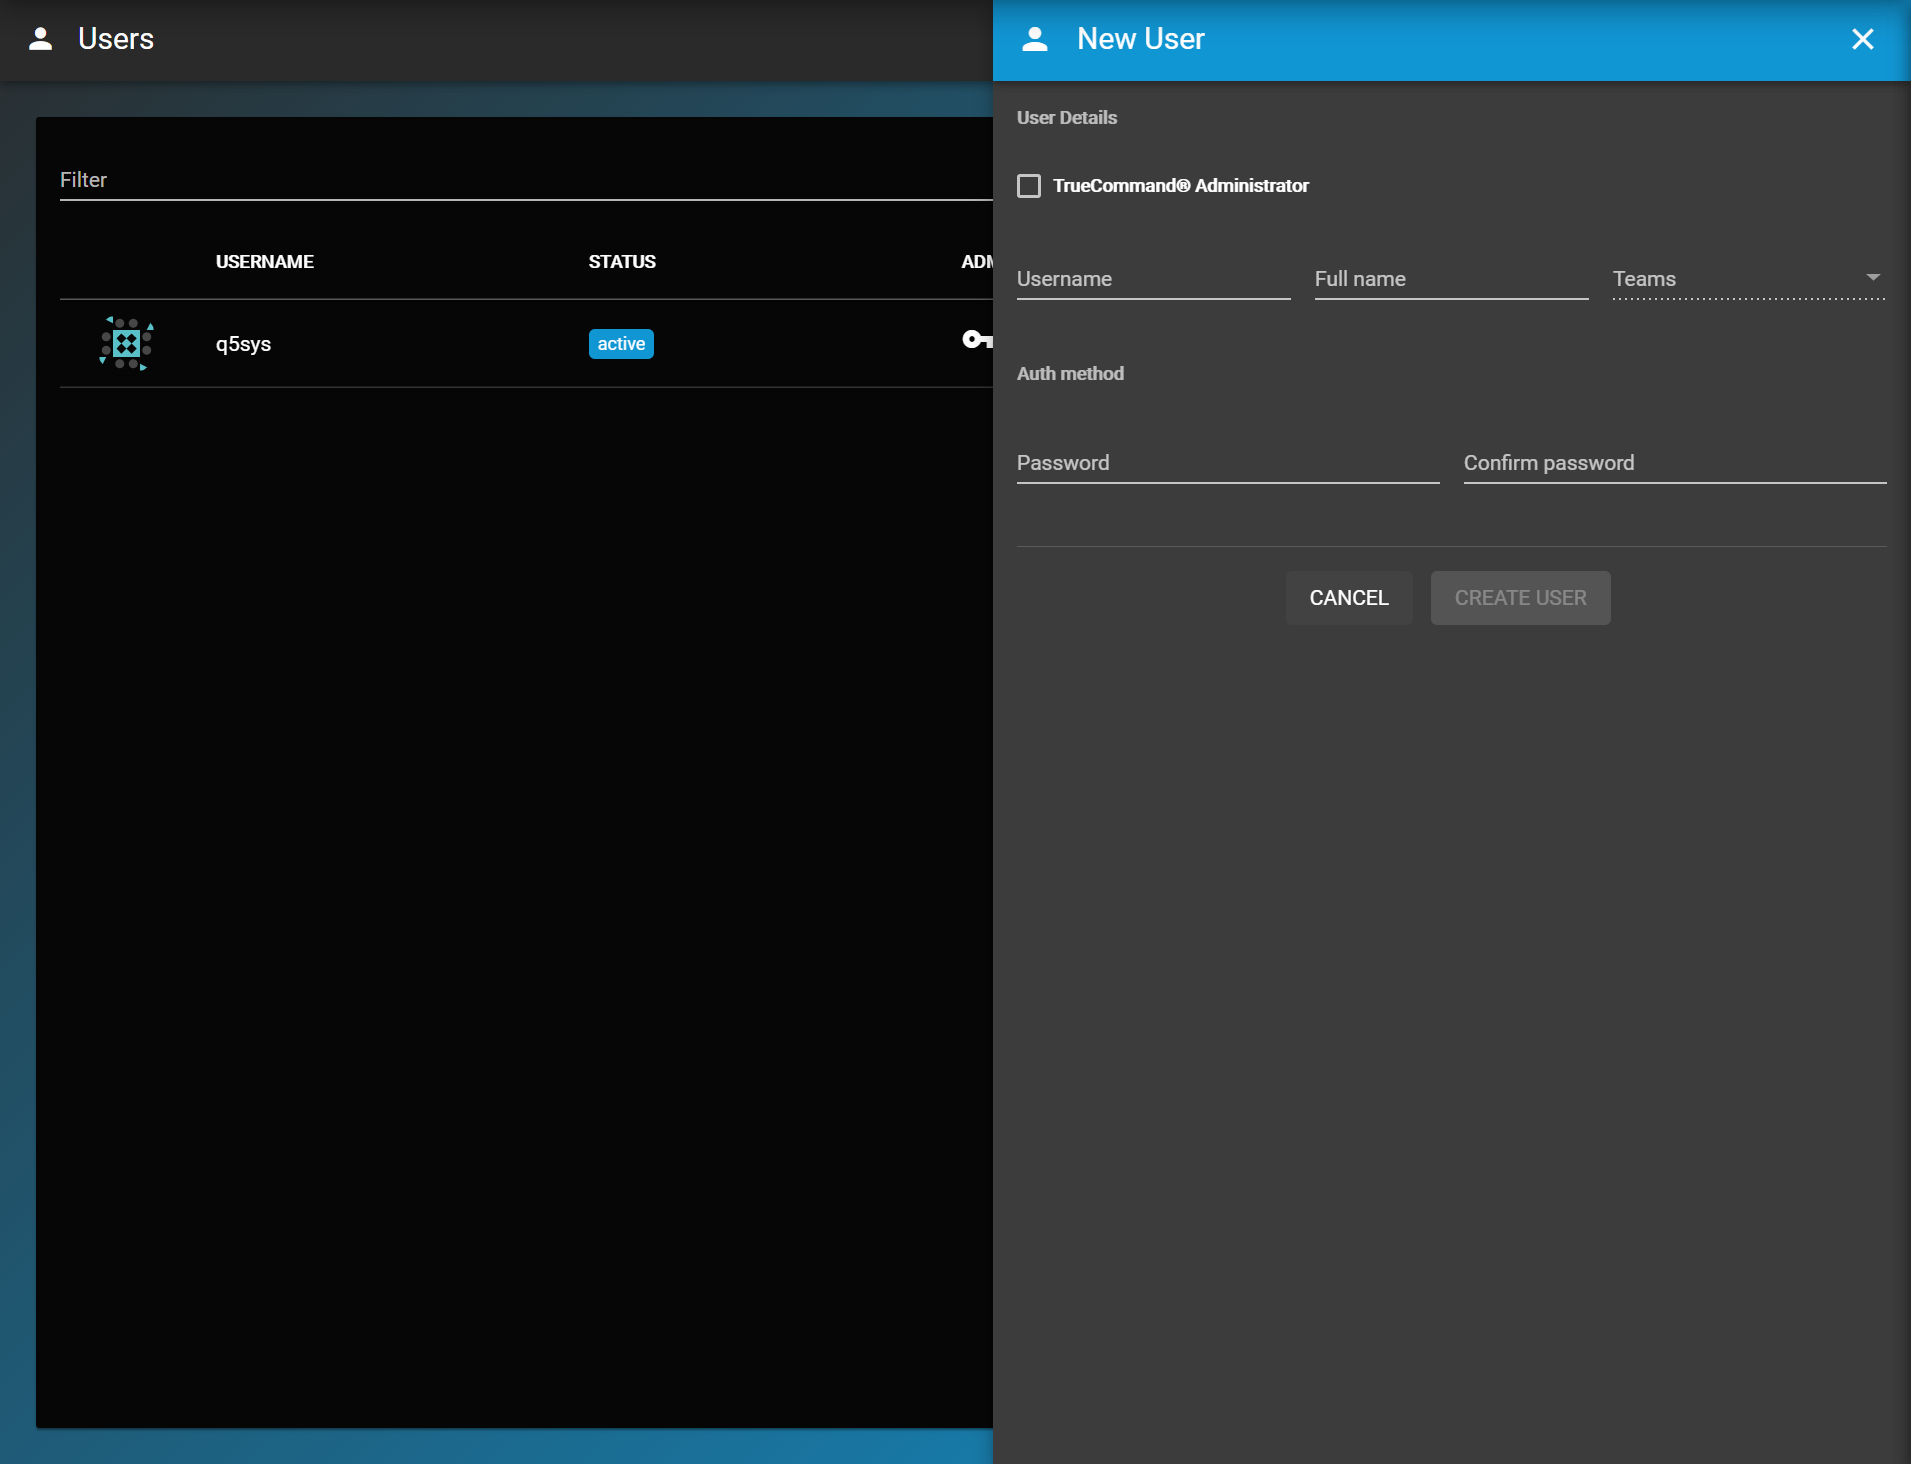 Users
New User
User Details
Filter
TrueCommand® Administrator
USERNAME STATUS
Username Full name Teams
q5sys active
Auth method
Password Confirm password
CANCEL CREATE USER